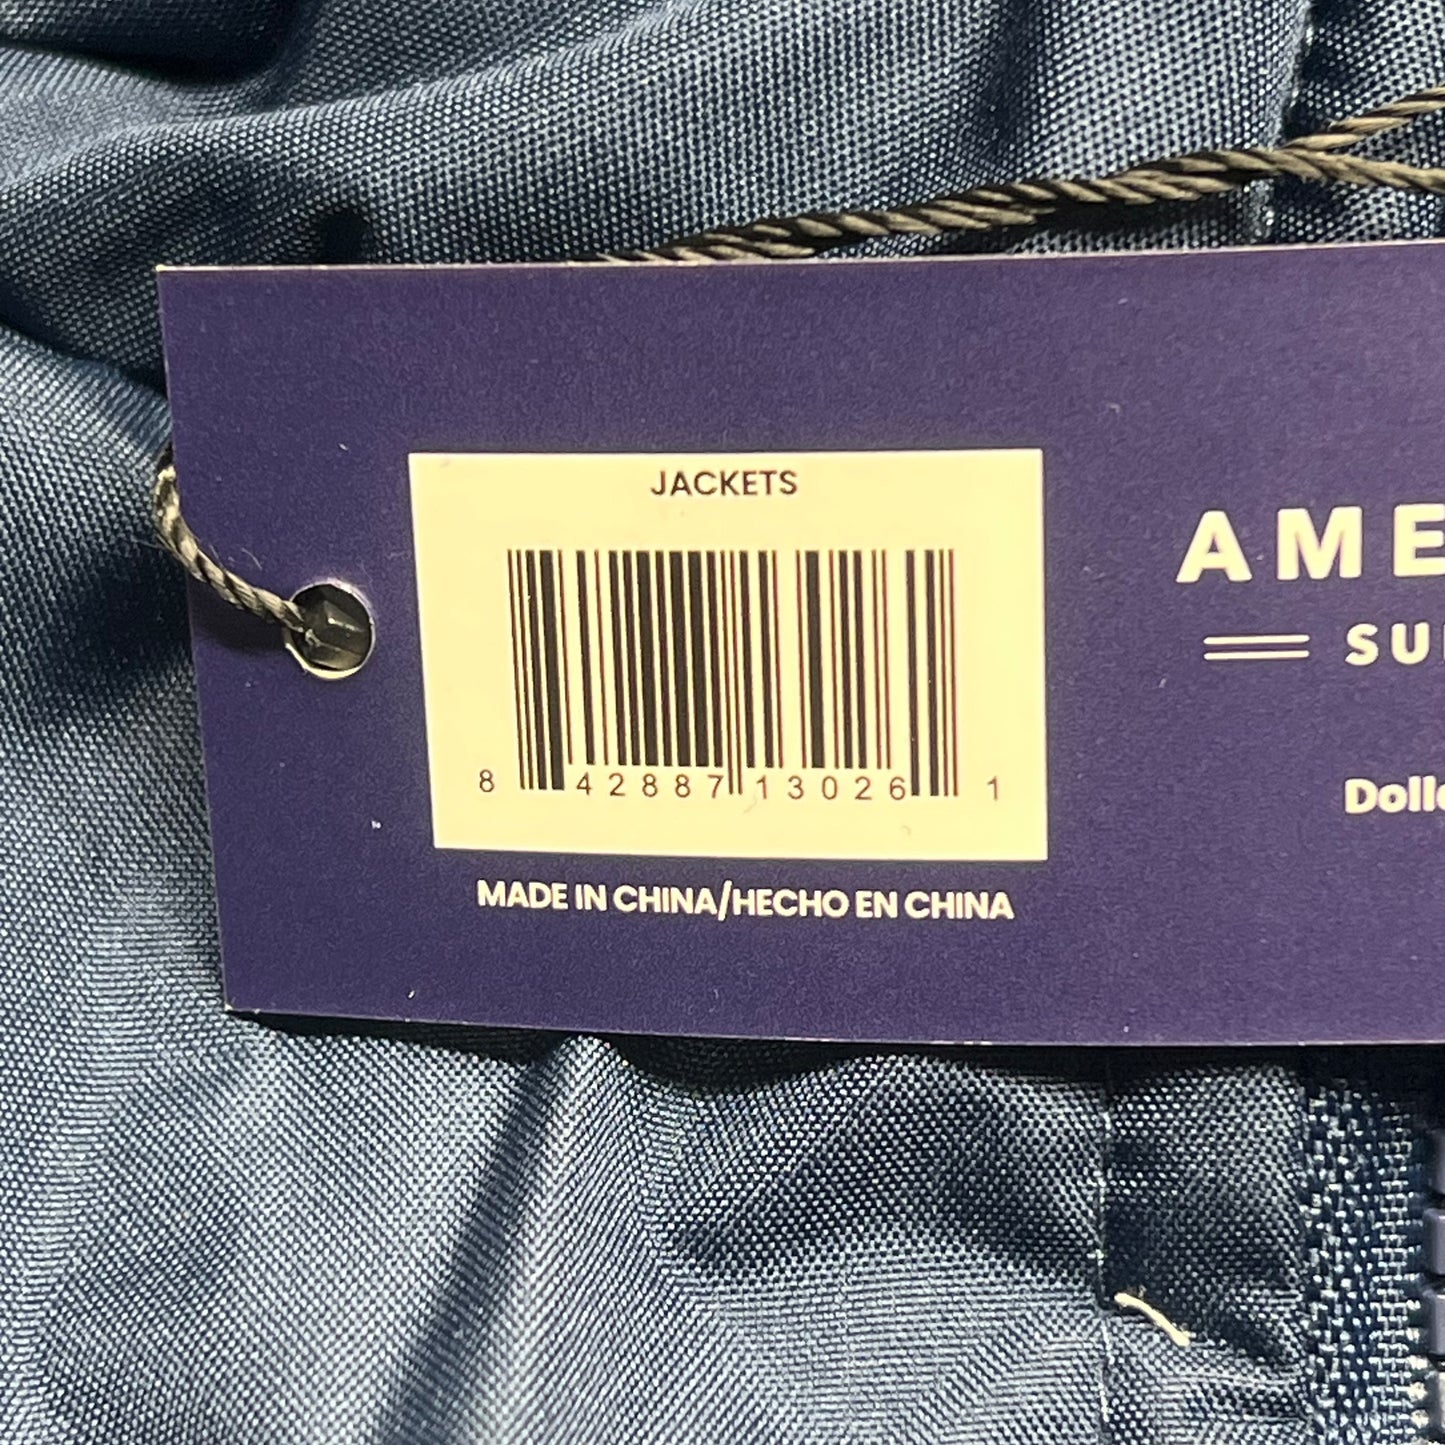 JACKETS
8 42887 13026 1
MADE IN CHINA/HECHO EN CHINA
AME
SU
Doll